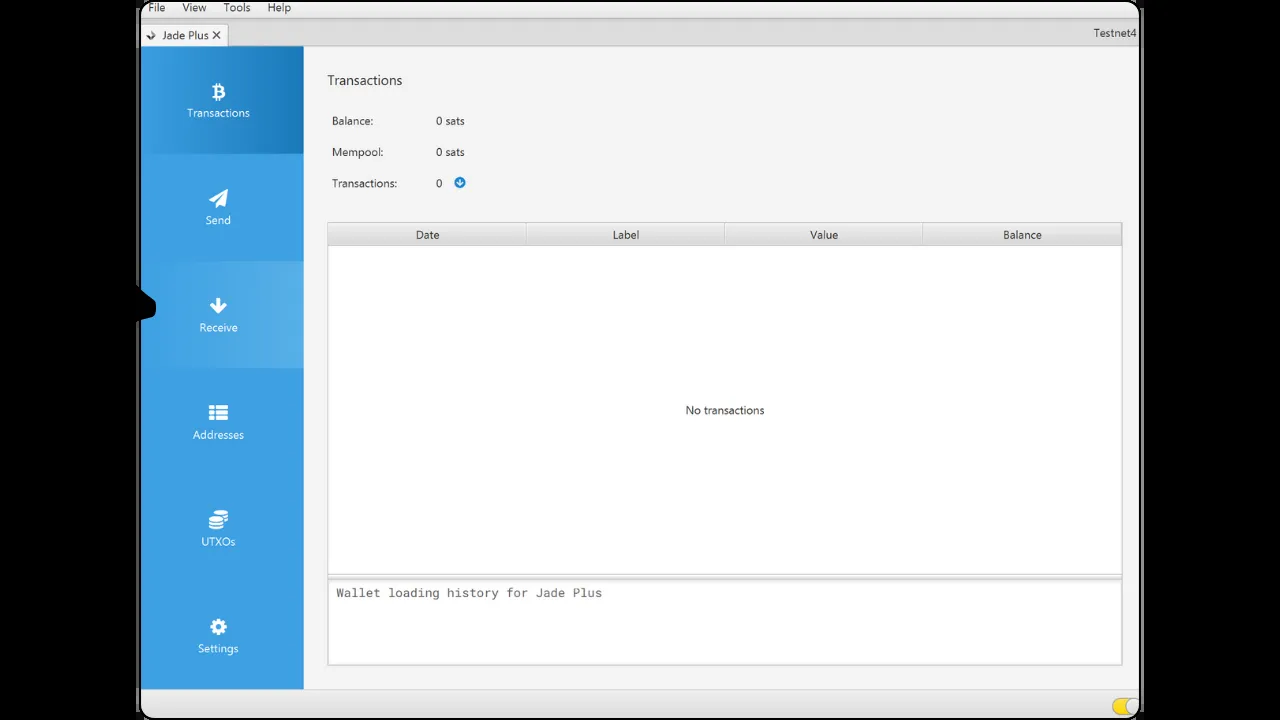 File View Tools Help
Jade Plus
Testnet4
Transactions
Send
Receive
Addresses
UTXOs
Settings
Transactions
Balance: 0 sats
Mempool: 0 sats
Transactions: 0
Date Label Value Balance
No transactions
Wallet loading history for Jade Plus